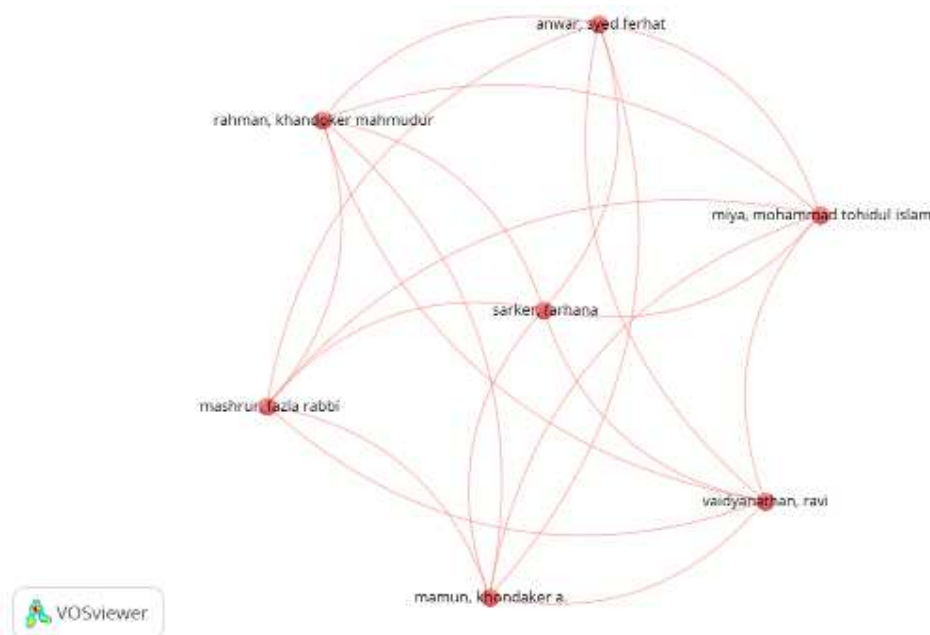 anwar, syed ferhat
rahman, khandoker mahmudur
miya, mohammad tohidul islam
sarker, farhana
mashrur, fazla rabbi
vaidyanathan, ravi
mamun, khondaker a.
VOSviewer